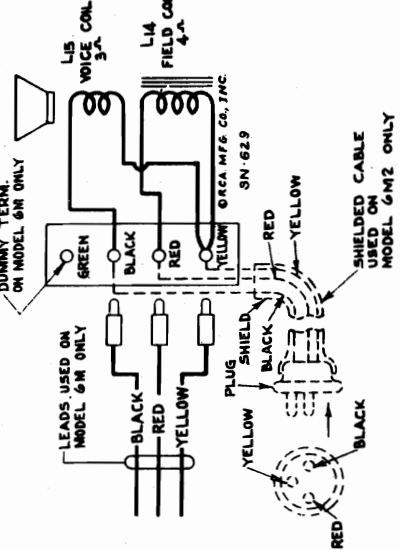 L15
VOICE COIL
3Ω
L14
FIELD CO
4Ω
DUMMY TERM.
ON MODEL 6M ONLY
GREEN
BLACK
RED
YELLOW
©RCA MFG. CO., INC.
SN-629
RED
YELLOW
SHIELDED CABLE
USED ON
MODEL 6M2 ONLY
LEADS USED ON
MODEL 6M ONLY
BLACK
RED
YELLOW
PLUG
SHIELD
BLACK
YELLOW
BLACK
RED